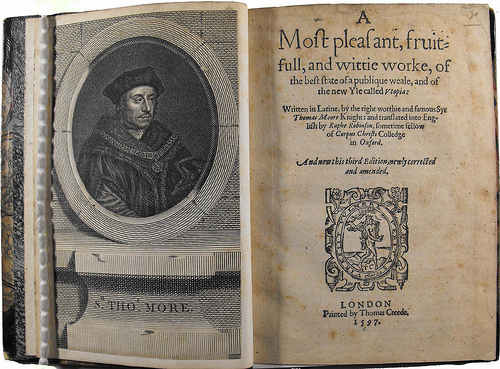 Sʳ. THOˢ. MORE.
A
Moſt pleaſant, fruit-
full, and wittie worke, of
the beſt ſtate of a publique weale, and of
the new Yle called Vtopia:
Written in Latine, by the right worthie and famous Syr
Thomas Moore Knight: and tranſlated into Eng-
liſh by Raphe Robinſon, ſometime fellow
of Corpus Chriſti Colledge
in Oxford.
And now this third Edition, newly corrected
and amended.
T C
LONDON
Printed by Thomas Creede.
1597.